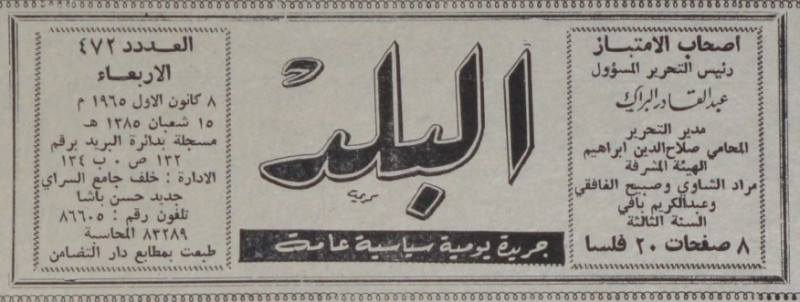 اصحاب الامتياز
رئيس التحرير المسؤول
عبدالقادر البراك
مدير التحرير
المحامي صلاح الدين ابراهيم
الهيئة المشرفة
مراد الشاوي وصبيح الغافقي
وعبدالكريم باقي
السنة الثالثة
٨ صفحات ٢٠ فلسا
البلد
جريدة يومية سياسية عامة
العدد ٤٧٢
الاربعاء
٨ كانون الاول ١٩٦٥ م
١٥ شعبان ١٣٨٥ هـ
مسجلة بدائرة البريد برقم
١٣٢ ص ٠ ب ١٣٤
الادارة : خلف جامع السراي
جديد حسن باشا
تلفون رقم : ٨٦٦٠٥
٨٣٢٨٩ المحاسبة
طبعت بمطابع دار التضامن